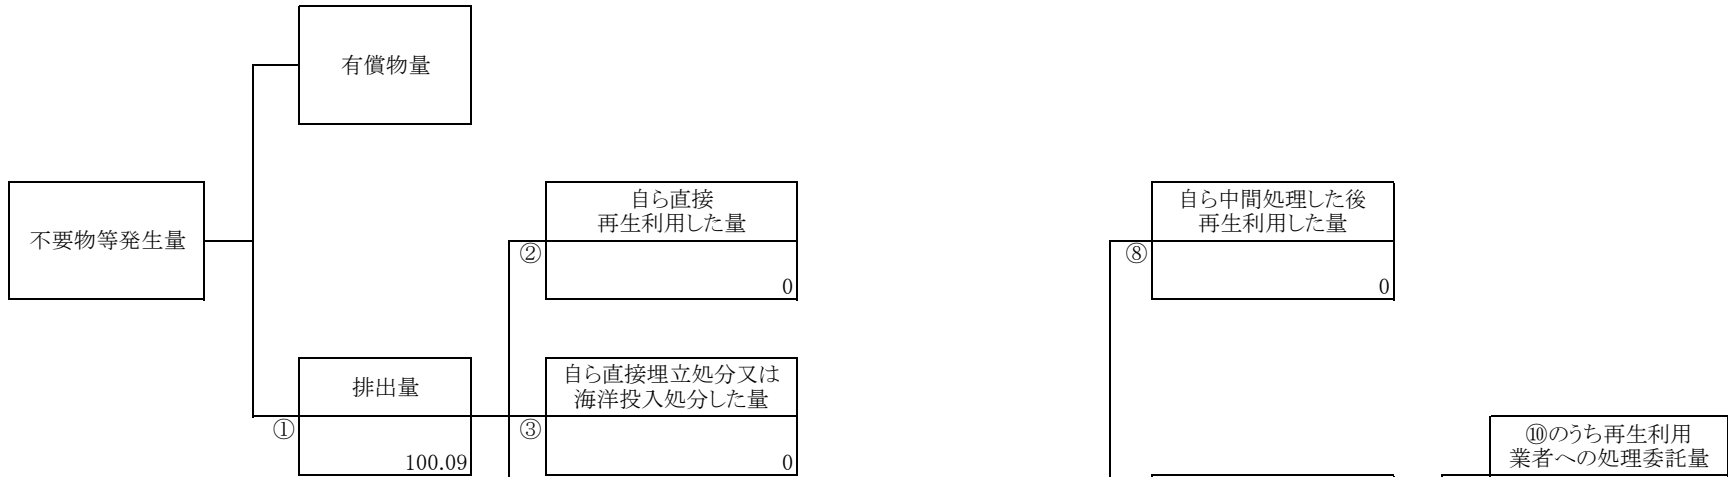 有償物量
不要物等発生量
自ら直接
再生利用した量
②
0
自ら中間処理した後
再生利用した量
⑧
0
排出量
①
100.09
自ら直接埋立処分又は
海洋投入処分した量
③
0
⑩のうち再生利用
業者への処理委託量